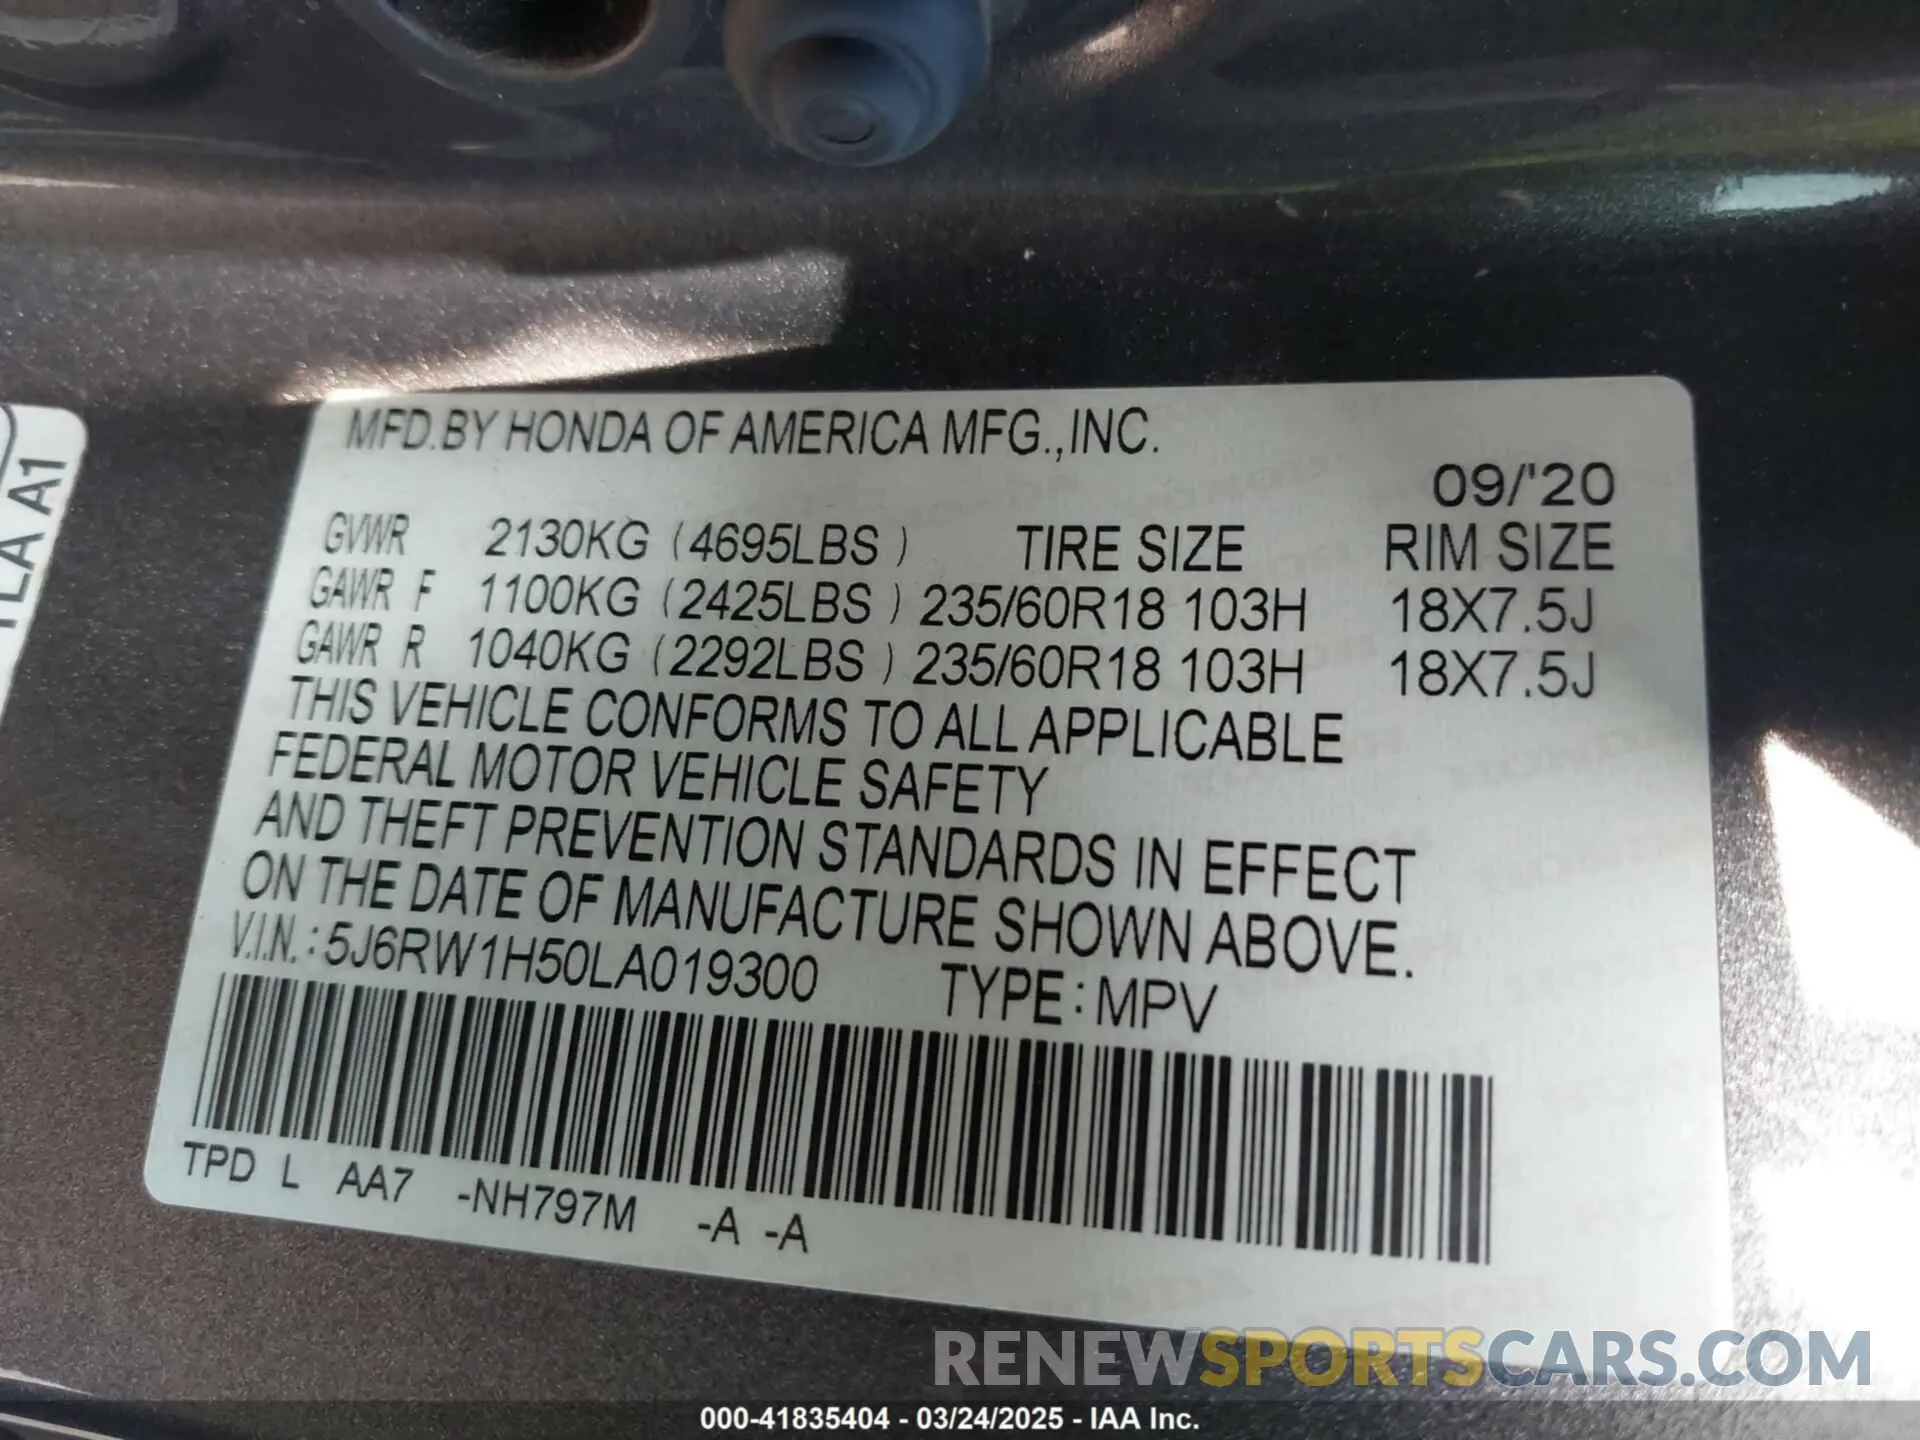 MFD.BY HONDA OF AMERICA MFG.,INC.
09/'20
GVWR 2130KG (4695LBS ) TIRE SIZE RIM SIZE
GAWR F 1100KG (2425LBS ) 235/60R18 103H 18X7.5J
GAWR R 1040KG (2292LBS ) 235/60R18 103H 18X7.5J
THIS VEHICLE CONFORMS TO ALL APPLICABLE
FEDERAL MOTOR VEHICLE SAFETY
AND THEFT PREVENTION STANDARDS IN EFFECT
ON THE DATE OF MANUFACTURE SHOWN ABOVE.
V.I.N.: 5J6RW1H50LA019300 TYPE: MPV
TPD L AA7 -NH797M -A -A
TLA A1
RENEWSPORTSCARS.COM
000-41835404 - 03/24/2025 - IAA Inc.